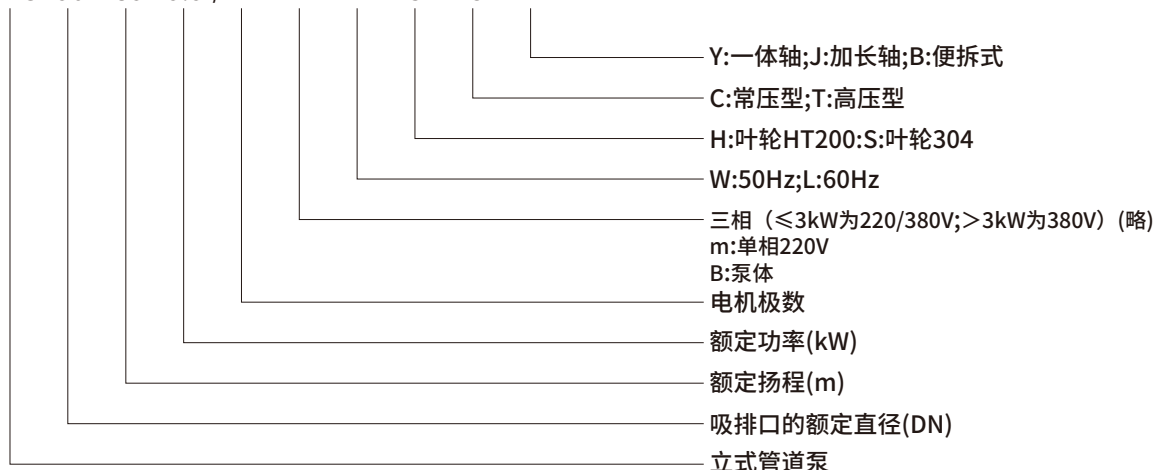 Y:一体轴;J:加长轴;B:便拆式
C:常压型;T:高压型
H:叶轮HT200:S:叶轮304
W:50Hz;L:60Hz
三相（≤3kW为220/380V;＞3kW为380V）(略)
m:单相220V
B:泵体
电机极数
额定功率(kW)
额定扬程(m)
吸排口的额定直径(DN)
立式管道泵